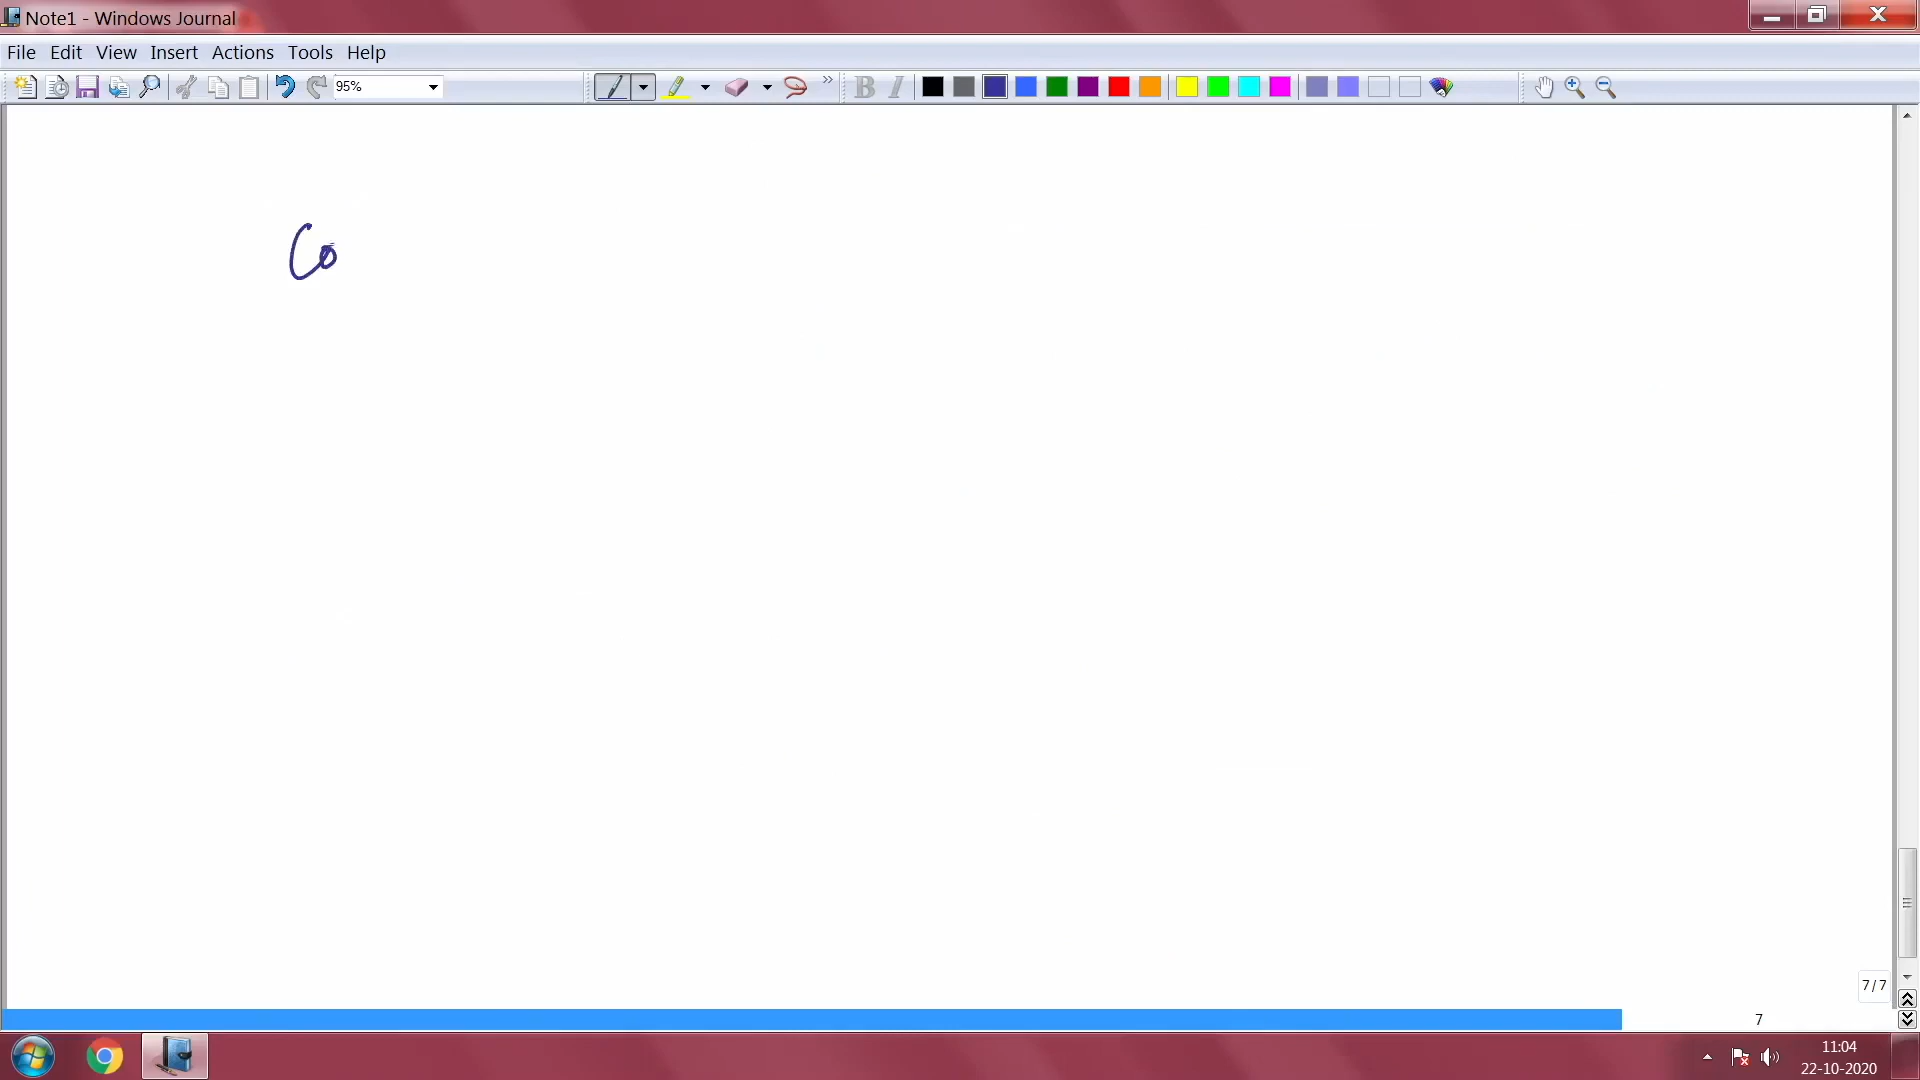 Note1 - Windows Journal
File Edit View Insert Actions Tools Help
95%
B I
Co
7 / 7
7
11:04
22-10-2020